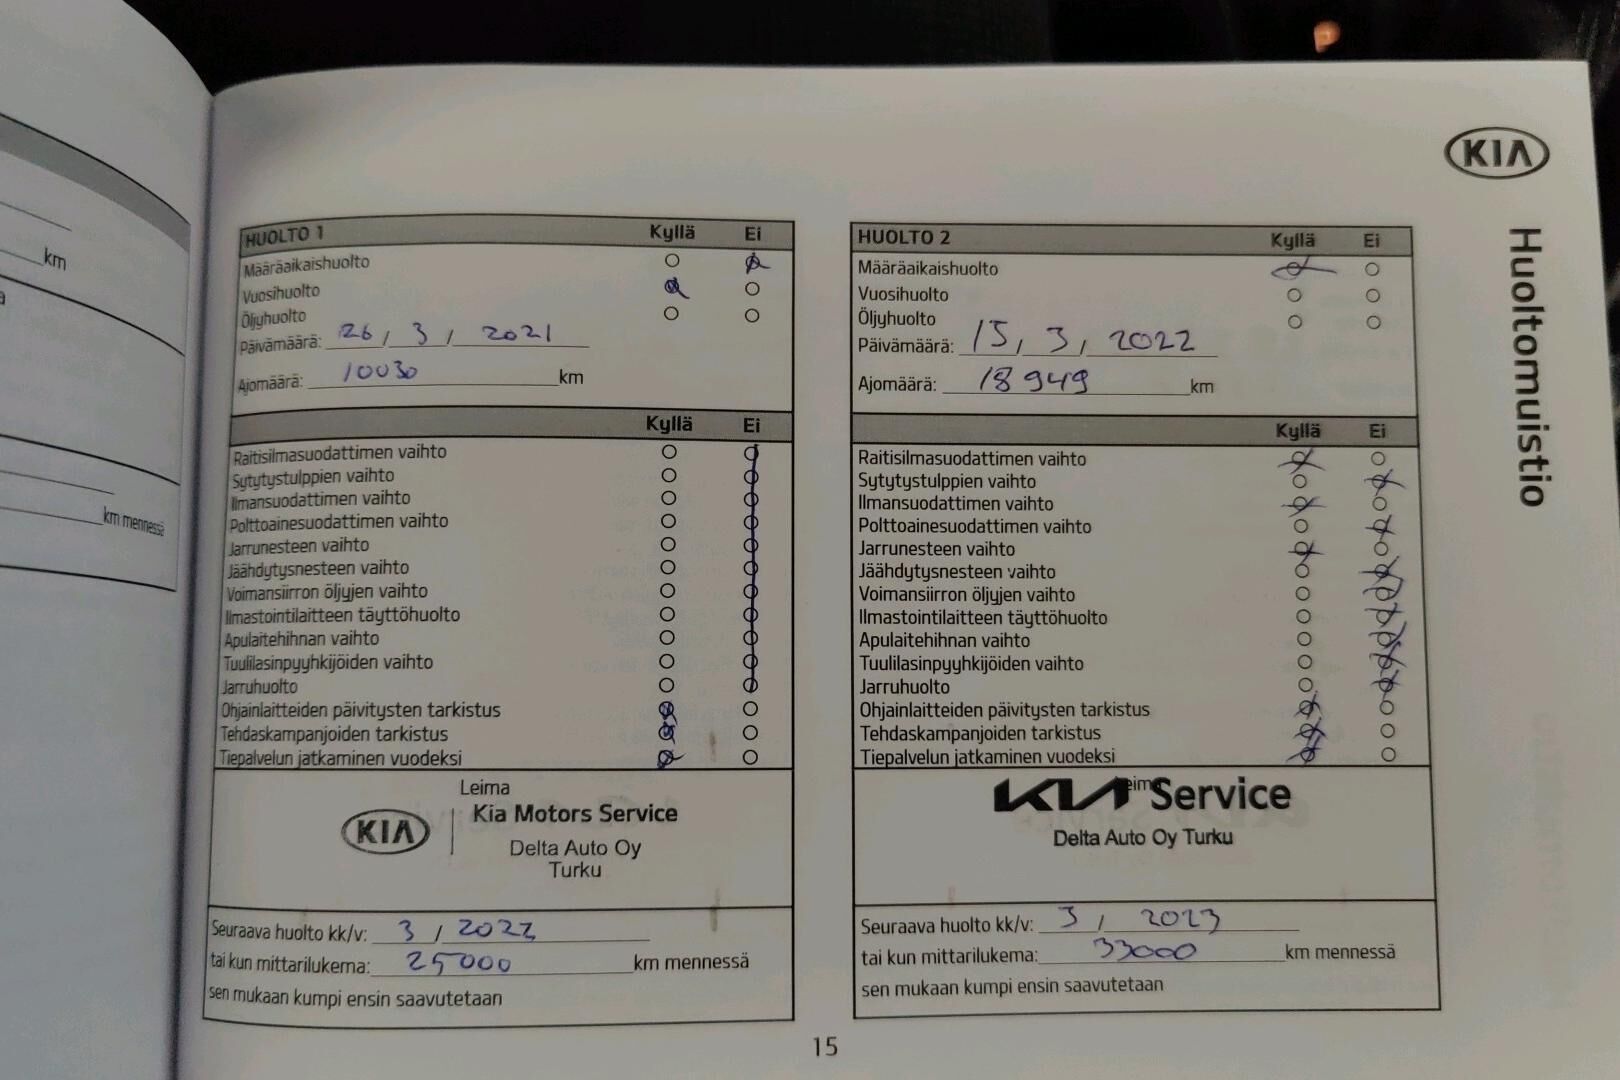 km
km mennessä
KIA
Huoltomuistio
HUOLTO 1 Kyllä Ei
Määräaikaishuolto
Vuosihuolto
Öljyhuolto
Päivämäärä: 26 / 3 / 2021
Ajomäärä: 10030 km
Kyllä Ei
Raitisilmasuodattimen vaihto
Sytytystulppien vaihto
Ilmansuodattimen vaihto
Polttoainesuodattimen vaihto
Jarrunesteen vaihto
Jäähdytysnesteen vaihto
Voimansiirron öljyjen vaihto
Ilmastointilaitteen täyttöhuolto
Apulaitehihnan vaihto
Tuulilasinpyyhkijöiden vaihto
Jarruhuolto
Ohjainlaitteiden päivitysten tarkistus
Tehdaskampanjoiden tarkistus
Tiepalvelun jatkaminen vuodeksi
Leima
KIA Kia Motors Service
Delta Auto Oy
Turku
Seuraava huolto kk/v: 3 / 2022
tai kun mittarilukema: 25000 km mennessä
sen mukaan kumpi ensin saavutetaan
HUOLTO 2 Kyllä Ei
Määräaikaishuolto
Vuosihuolto
Öljyhuolto
Päivämäärä: 15 / 3 / 2022
Ajomäärä: 18949 km
Kyllä Ei
Raitisilmasuodattimen vaihto
Sytytystulppien vaihto
Ilmansuodattimen vaihto
Polttoainesuodattimen vaihto
Jarrunesteen vaihto
Jäähdytysnesteen vaihto
Voimansiirron öljyjen vaihto
Ilmastointilaitteen täyttöhuolto
Apulaitehihnan vaihto
Tuulilasinpyyhkijöiden vaihto
Jarruhuolto
Ohjainlaitteiden päivitysten tarkistus
Tehdaskampanjoiden tarkistus
Tiepalvelun jatkaminen vuodeksi
KIA Service
Delta Auto Oy Turku
Seuraava huolto kk/v: 3 / 2023
tai kun mittarilukema: 33000 km mennessä
sen mukaan kumpi ensin saavutetaan
15